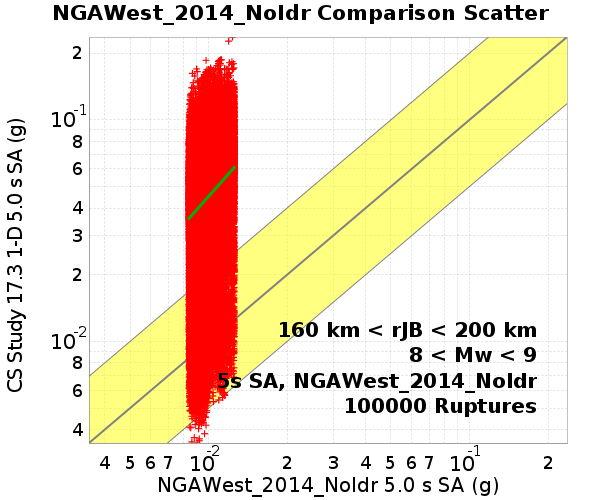 NGAWest_2014_NoIdr Comparison Scatter
CS Study 17.3 1-D 5.0 s SA (g)
2
10^-1
8
6
4
3
2
10^-2
8
6
4
160 km < rJB < 200 km
8 < Mw < 9
5s SA, NGAWest_2014_NoIdr
100000 Ruptures
4 5 6 7 10^-2 2 3 4 5 6 7 10^-1 2
NGAWest_2014_NoIdr 5.0 s SA (g)